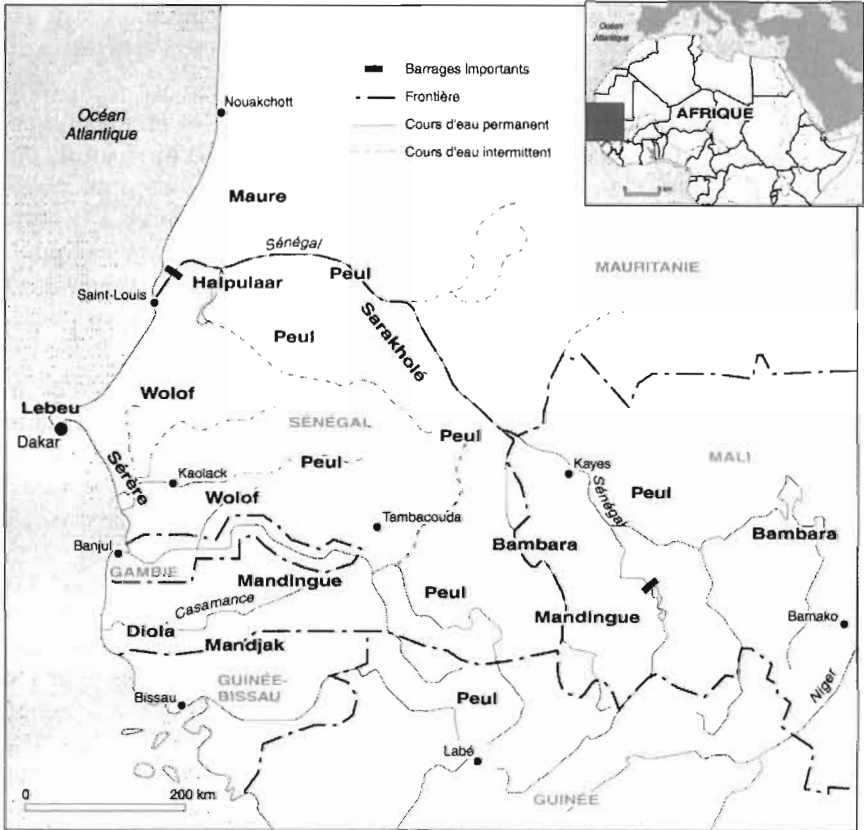 Océan
Atlantique
Nouakchott
Barrages Importants
Frontière
Cours d'eau permanent
Cours d'eau intermittent
Océan
Atlantique
AFRIQUE
Maure
Sénégal
MAURITANIE
Halpulaar
Peul
Saint-Louis
Peul
Sarakholé
Wolof
Lebeu
Dakar
SÉNÉGAL
Peul
Sérère
Kaolack
Peul
Kayes
MALI
Sénégal
Peul
Wolof
Tambacouda
Bambara
Bambara
Banjul
GAMBIE
Mandingue
Peul
Casamance
Mandingue
Diola
Mandjak
Bamako
GUINÉE-
BISSAU
Bissau
Peul
Niger
Labé
GUINÉE
0 200 km